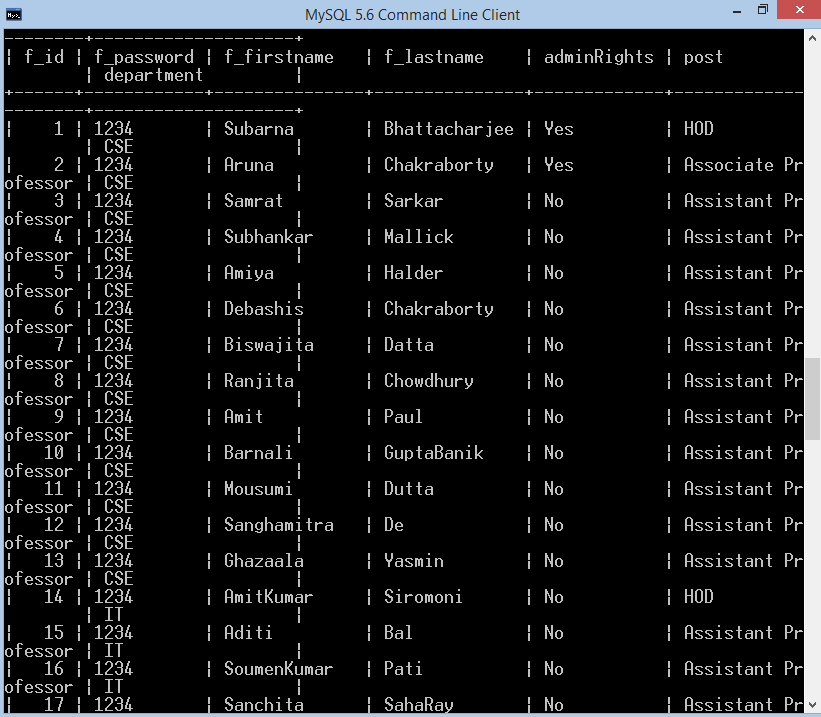 MySQL 5.6 Command Line Client
--------+---------------------+
| f_id | f_password | f_firstname   | f_lastname    | adminRights | post
        | department         |
+------+------------+---------------+---------------+-------------+-------------
--------+---------------------+
|    1 | 1234       | Subarna       | Bhattacharjee | Yes         | HOD
        | CSE                |
|    2 | 1234       | Aruna         | Chakraborty   | Yes         | Associate Pr
ofessor | CSE                |
|    3 | 1234       | Samrat        | Sarkar        | No          | Assistant Pr
ofessor | CSE                |
|    4 | 1234       | Subhankar     | Mallick       | No          | Assistant Pr
ofessor | CSE                |
|    5 | 1234       | Amiya         | Halder        | No          | Assistant Pr
ofessor | CSE                |
|    6 | 1234       | Debashis      | Chakraborty   | No          | Assistant Pr
ofessor | CSE                |
|    7 | 1234       | Biswajita     | Datta         | No          | Assistant Pr
ofessor | CSE                |
|    8 | 1234       | Ranjita       | Chowdhury     | No          | Assistant Pr
ofessor | CSE                |
|    9 | 1234       | Amit          | Paul          | No          | Assistant Pr
ofessor | CSE                |
|   10 | 1234       | Barnali       | GuptaBanik    | No          | Assistant Pr
ofessor | CSE                |
|   11 | 1234       | Mousumi       | Dutta         | No          | Assistant Pr
ofessor | CSE                |
|   12 | 1234       | Sanghamitra   | De            | No          | Assistant Pr
ofessor | CSE                |
|   13 | 1234       | Ghazaala      | Yasmin        | No          | Assistant Pr
ofessor | CSE                |
|   14 | 1234       | AmitKumar     | Siromoni      | No          | HOD
        | IT                 |
|   15 | 1234       | Aditi         | Bal           | No          | Assistant Pr
ofessor | IT                 |
|   16 | 1234       | SoumenKumar   | Pati          | No          | Assistant Pr
ofessor | IT                 |
|   17 | 1234       | Sanchita      | SahaRay       | No          | Assistant Pr